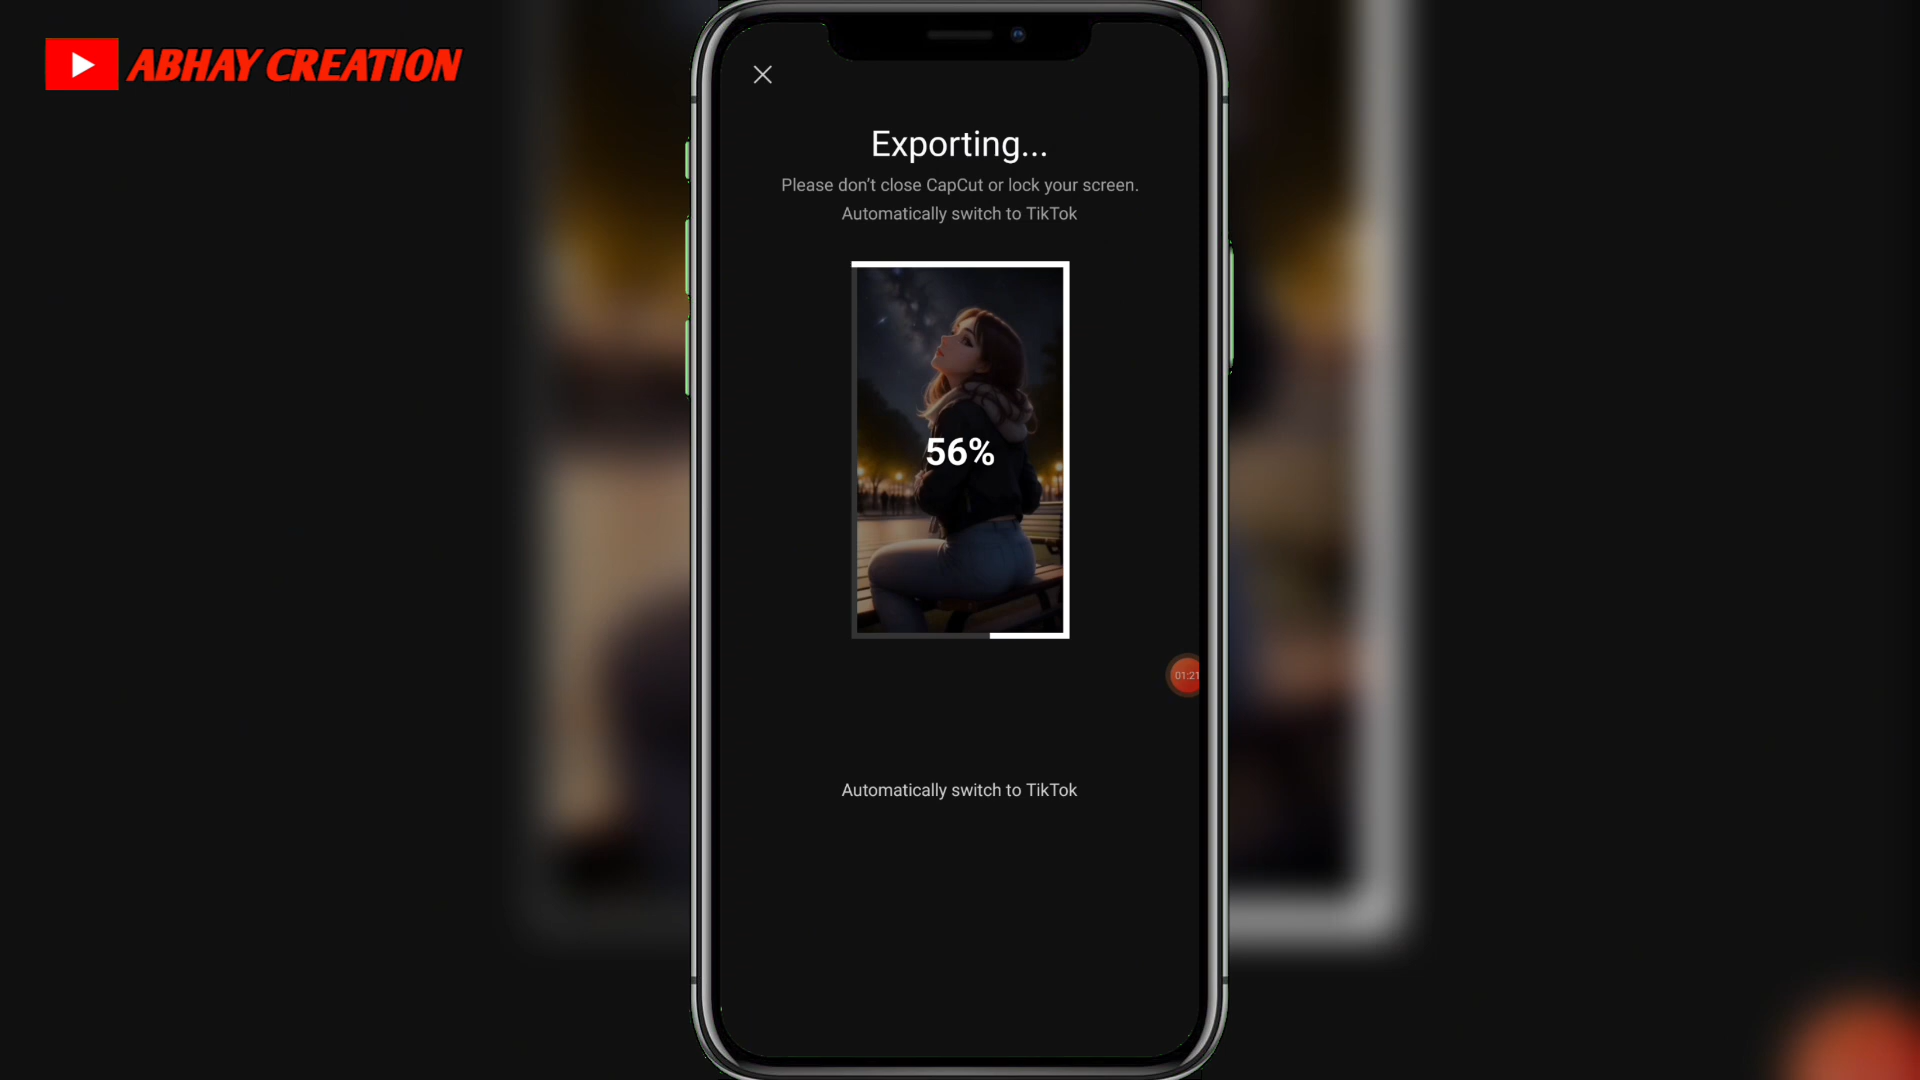 ABHAY CREATION
Exporting...
Please don't close CapCut or lock your screen.
Automatically switch to TikTok
56%
01:21
Automatically switch to TikTok